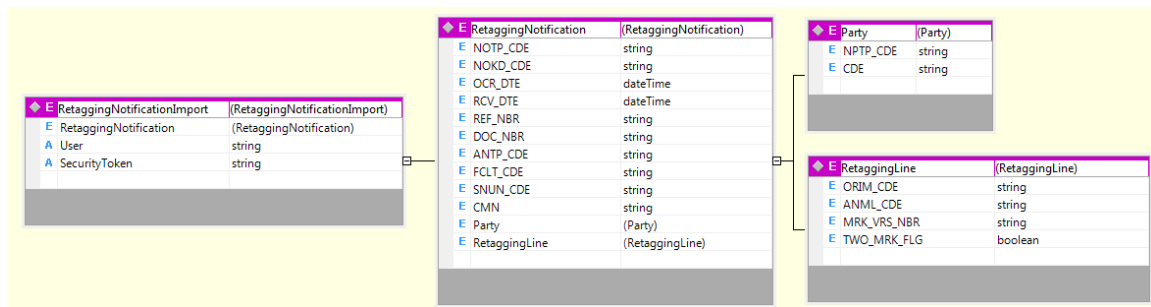 E RetaggingNotificationImport (RetaggingNotificationImport)
E RetaggingNotification (RetaggingNotification)
A User string
A SecurityToken string
E RetaggingNotification (RetaggingNotification)
E NOTP_CDE string
E NOKD_CDE string
E OCR_DTE dateTime
E RCV_DTE dateTime
E REF_NBR string
E DOC_NBR string
E ANTP_CDE string
E FCLT_CDE string
E SNUN_CDE string
E CMN string
E Party (Party)
E RetaggingLine (RetaggingLine)
E Party (Party)
E NPTP_CDE string
E CDE string
E RetaggingLine (RetaggingLine)
E ORIM_CDE string
E ANML_CDE string
E MRK_VRS_NBR string
E TWO_MRK_FLG boolean